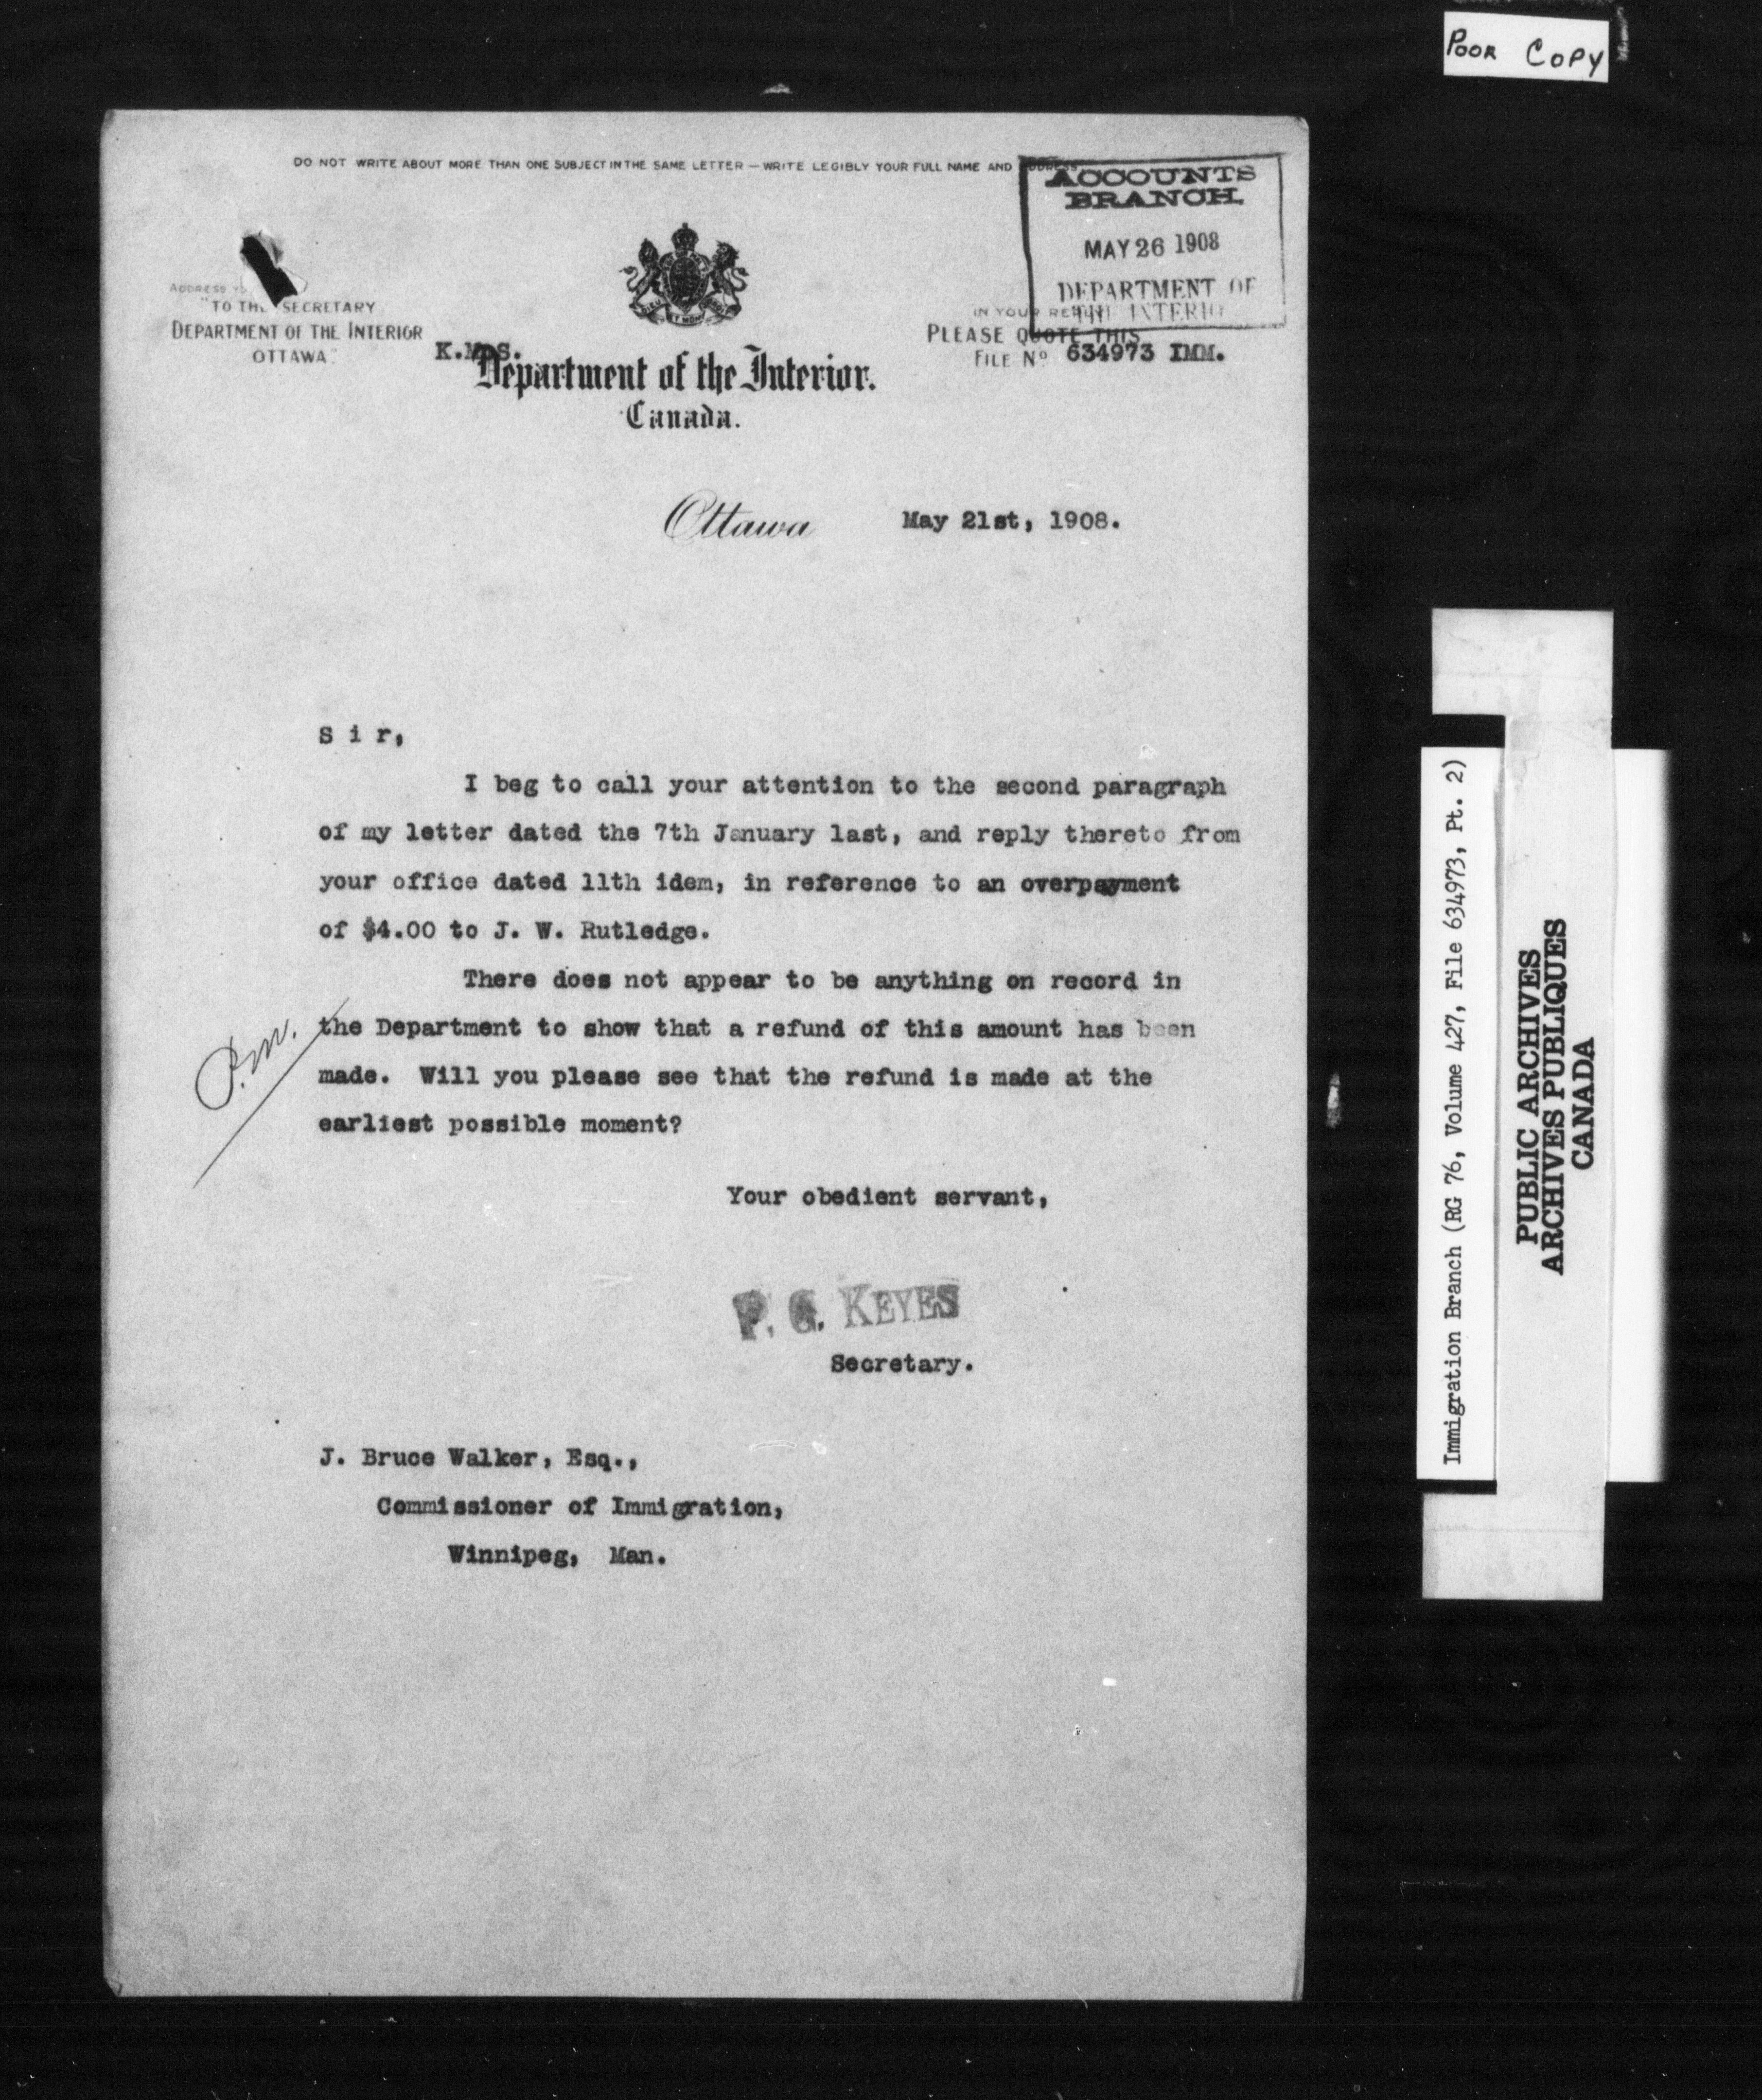 POOR COPY
DO NOT WRITE ABOUT MORE THAN ONE SUBJECT IN THE SAME LETTER — WRITE LEGIBLY YOUR FULL NAME AND ADDRESS
ACCOUNTS
BRANCH.
MAY 26 1908
DEPARTMENT OF
THE INTERIO
ADDRESS
"TO THE SECRETARY
DEPARTMENT OF THE INTERIOR
OTTAWA."
IN YOUR REPLY
PLEASE QUOTE THIS
FILE No 634973 IMM.
Department of the Interior.
Canada.
Ottawa May 21st, 1908.
S i r,
I beg to call your attention to the second paragraph
of my letter dated the 7th January last, and reply thereto from
your office dated 11th idem, in reference to an overpayment
of $4.00 to J. W. Rutledge.
There does not appear to be anything on record in
the Department to show that a refund of this amount has been
made. Will you please see that the refund is made at the
earliest possible moment?
Your obedient servant,
P. G. KEYES
Secretary.
J. Bruce Walker, Esq.,
Commissioner of Immigration,
Winnipeg, Man.
Immigration Branch (RG 76, Volume 427, File 634973, Pt. 2)
PUBLIC ARCHIVES
ARCHIVES PUBLIQUES
CANADA